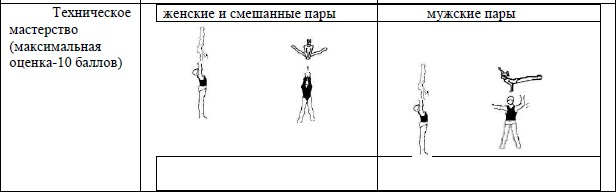 Техническое
мастерство
(максимальная
оценка-10 баллов)
женские и смешанные пары
мужские пары